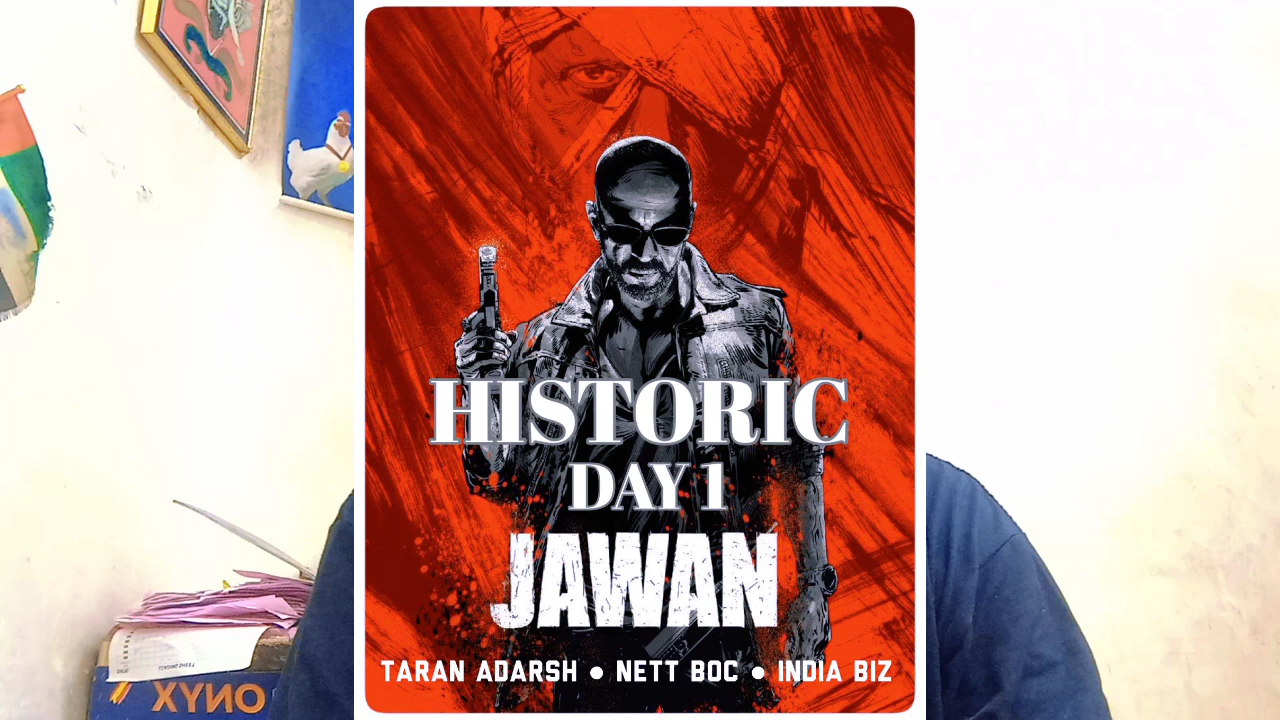 HISTORIC
DAY 1
JAWAN
TARAN ADARSH ● NETT BOC ● INDIA BIZ
ONYX